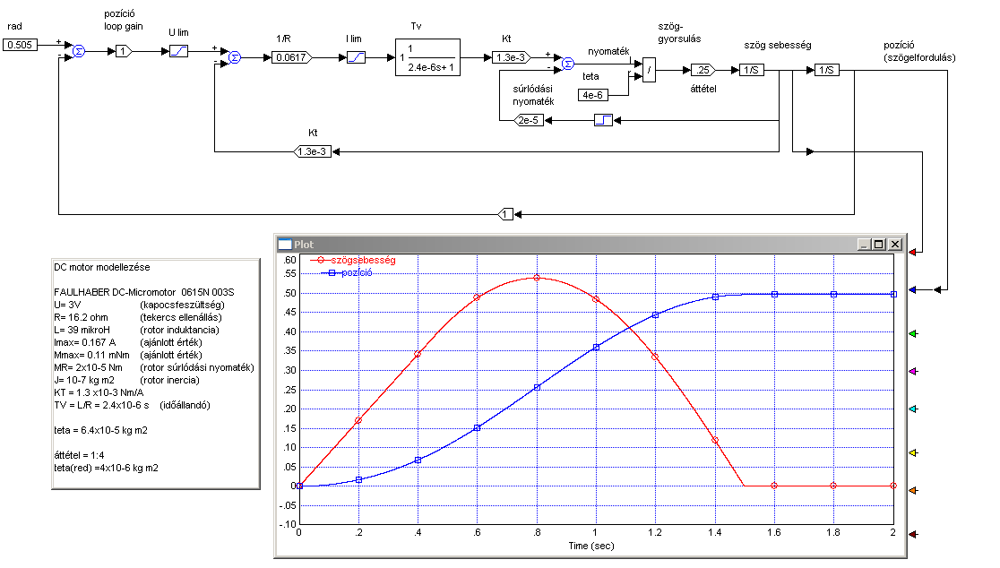 rad
0.505
+
-
Σ
pozíció
loop gain
1
U lim
+
-
Σ
1/R
0.0617
I lim
Tv
1
1
2.4e-6s+1
Kt
1.3e-3
+
-
Σ
nyomaték
teta
4e-6
l
r
/
szög-
gyorsulás
.25
áttétel
1/S
szög sebesség
1/S
pozíció
(szögelfordulás)
súrlódási
nyomaték
2e-5
Kt
1.3e-3
1
DC motor modellezése
FAULHABER DC-Micromotor 0615N 003S
U= 3V (kapocsfeszültség)
R= 16.2 ohm (tekercs ellenállás)
L= 39 mikroH (rotor induktancia)
Imax= 0.167 A (ajánlott érték)
Mmax= 0.11 mNm (ajánlott érték)
MR= 2x10-5 Nm (rotor súrlódási nyomaték)
J= 10-7 kg m2 (rotor inercia)
KT = 1.3 x10-3 Nm/A
TV = L/R = 2.4x10-6 s (időállandó)
teta = 6.4x10-5 kg m2
áttétel = 1:4
teta(red) =4x10-6 kg m2
Plot
szögsebesség
pozíció
.60
.55
.50
.45
.40
.35
.30
.25
.20
.15
.10
.05
0
-.05
-.10
0 .2 .4 .6 .8 1 1.2 1.4 1.6 1.8 2
Time (sec)